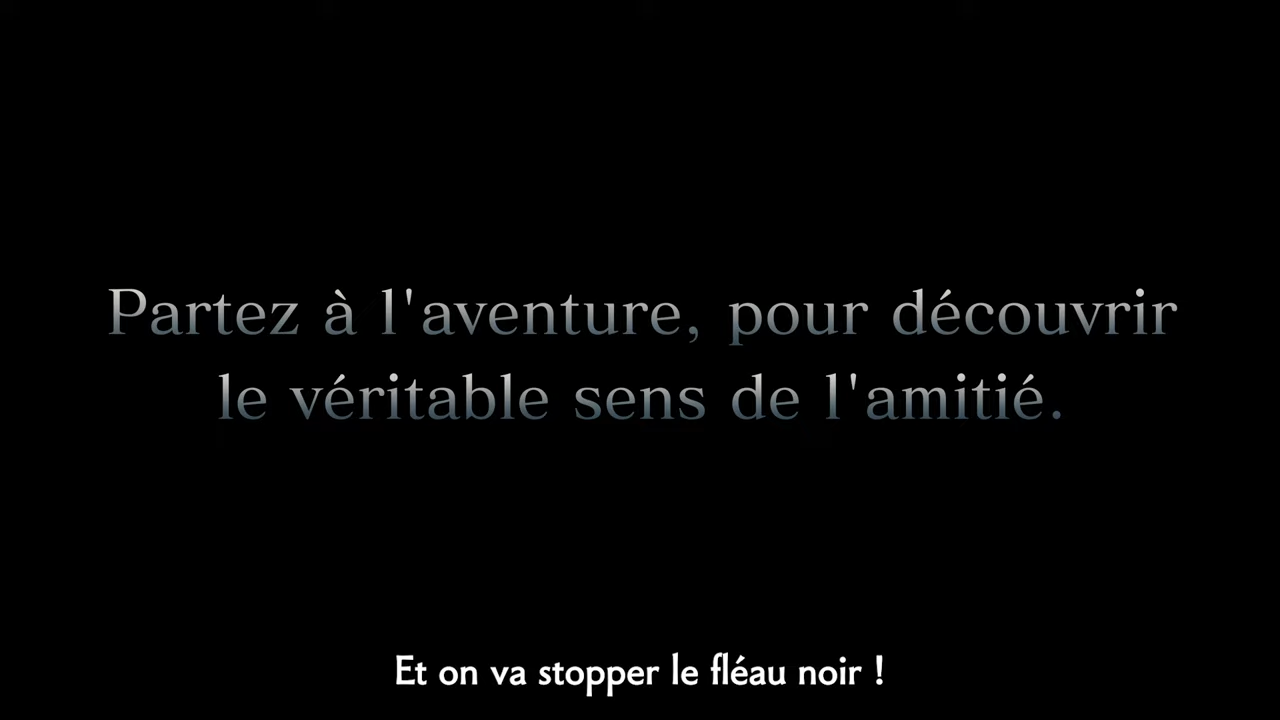 Partez à l'aventure, pour découvrir
le véritable sens de l'amitié.
Et on va stopper le fléau noir !